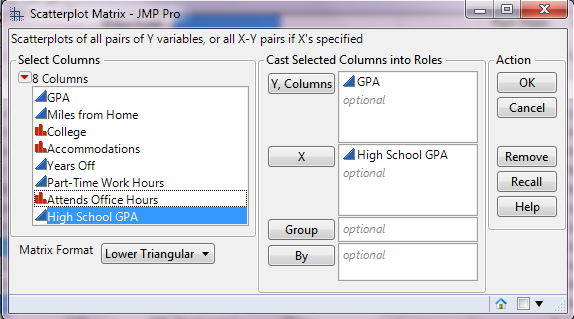 Scatterplot Matrix - JMP Pro
Scatterplots of all pairs of Y variables, or all X-Y pairs if X's specified
Select Columns
8 Columns
GPA
Miles from Home
College
Accommodations
Years Off
Part-Time Work Hours
Attends Office Hours
High School GPA
Matrix Format Lower Triangular
Cast Selected Columns into Roles
Y, Columns GPA
optional
X High School GPA
optional
Group optional
By optional
Action
OK
Cancel
Remove
Recall
Help